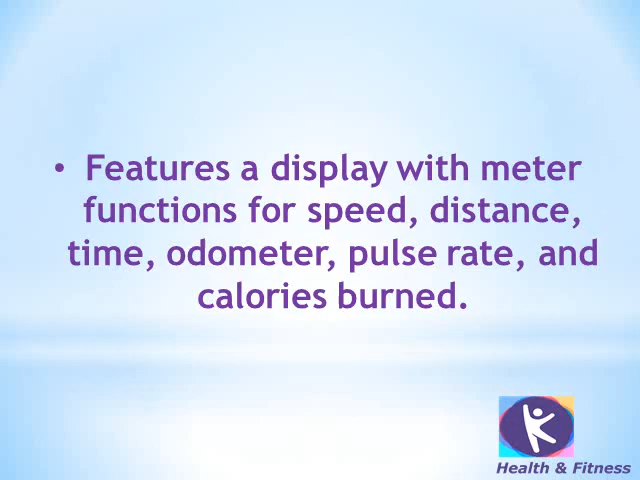 • Features a display with meter
functions for speed, distance,
time, odometer, pulse rate, and
calories burned.
Health & Fitness